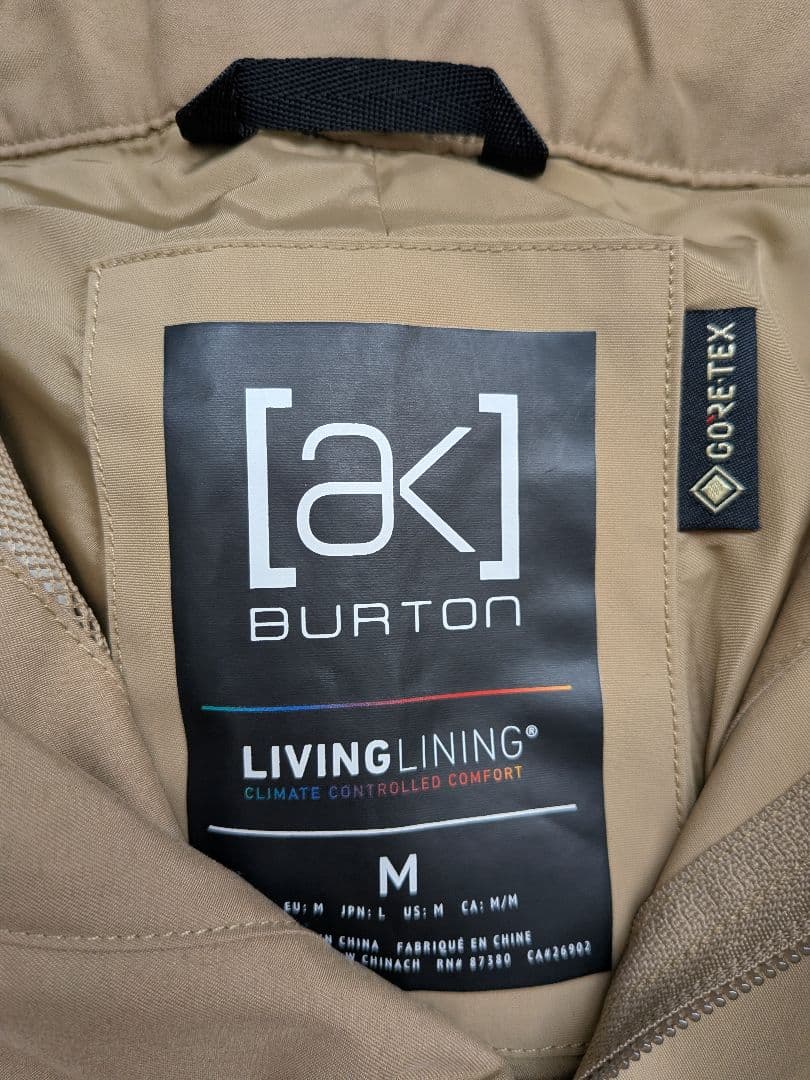 [ak]
BURTON
GORE-TEX
LIVINGLINING®
CLIMATE CONTROLLED COMFORT
M
EU: M JPN: L US: M CA: M/M
CHINA FABRIQUÉ EN CHINE
CHINACH RN# 87380 CA#26902